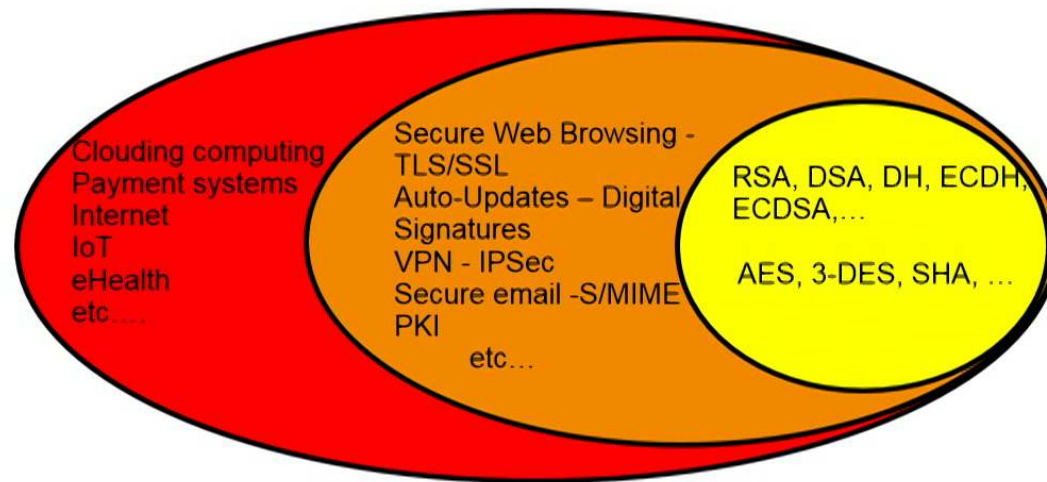 Clouding computing
Payment systems
Internet
IoT
eHealth
etc....
Secure Web Browsing -
TLS/SSL
Auto-Updates – Digital
Signatures
VPN - IPSec
Secure email -S/MIME
PKI
etc…
RSA, DSA, DH, ECDH,
ECDSA,…
AES, 3-DES, SHA, …